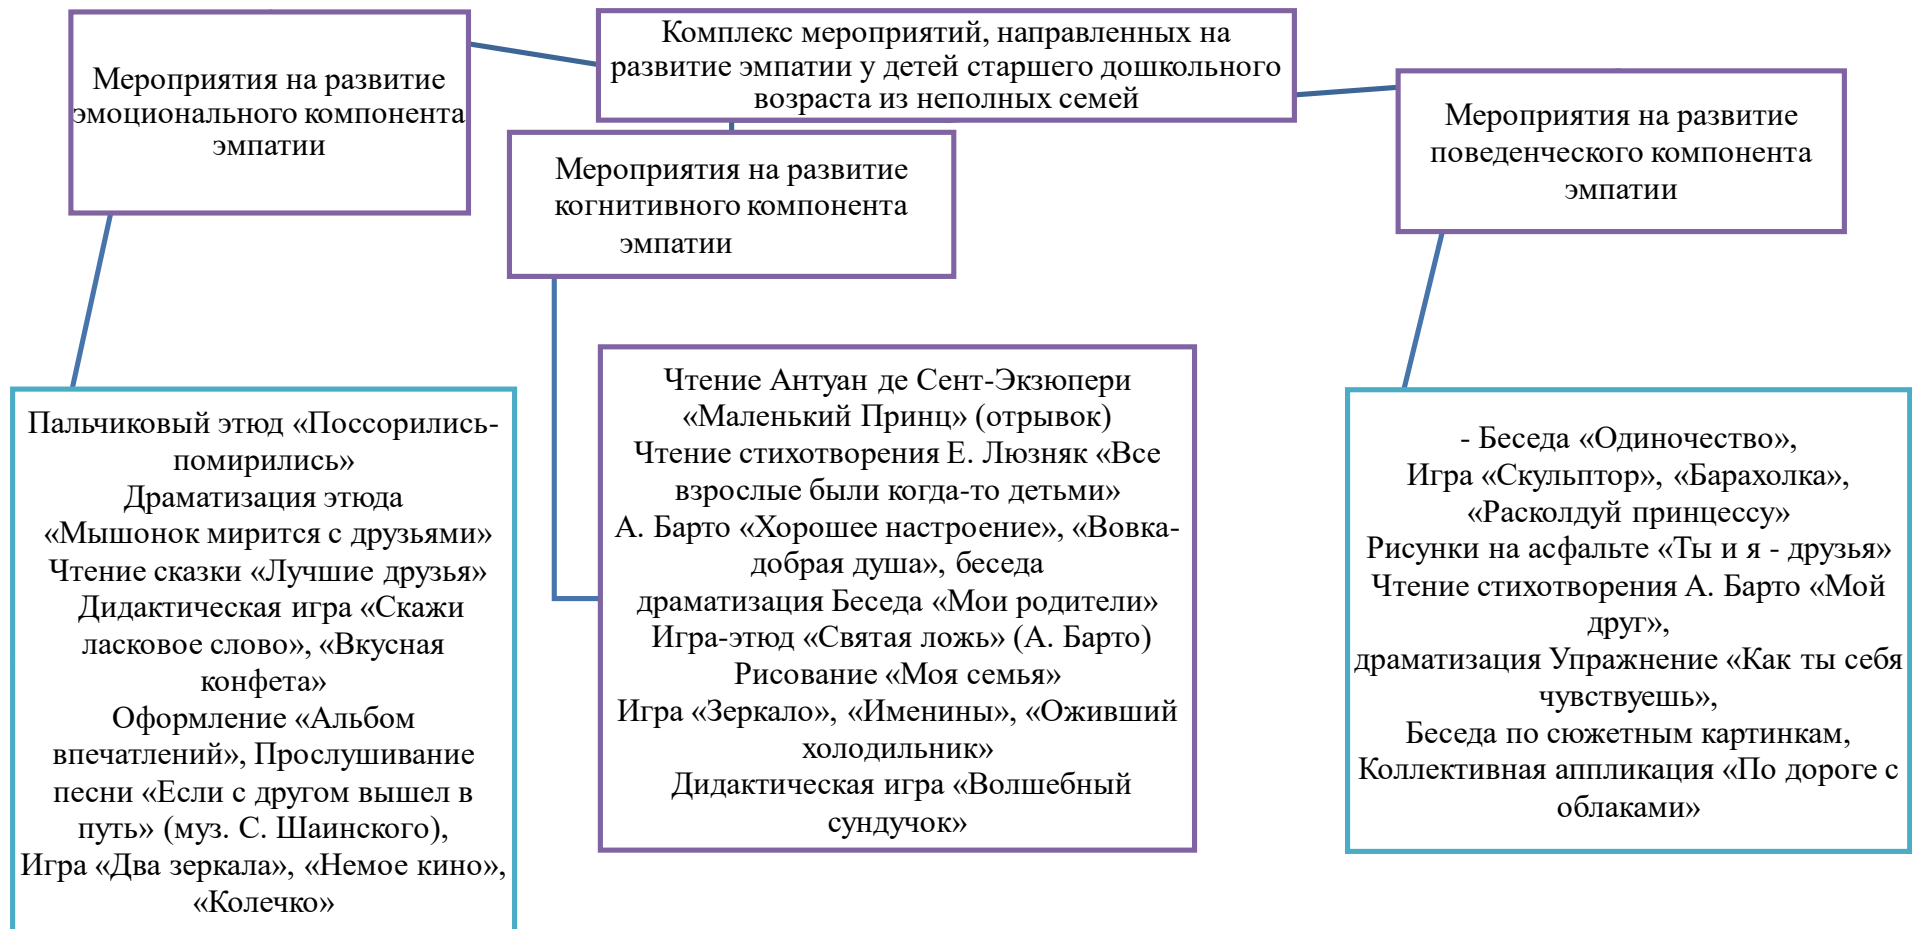 Комплекс мероприятий, направленных на
развитие эмпатии у детей старшего дошкольного
возраста из неполных семей
Мероприятия на развитие
эмоционального компонента
эмпатии
Мероприятия на развитие
когнитивного компонента
эмпатии
Мероприятия на развитие
поведенческого компонента
эмпатии
Пальчиковый этюд «Поссорились-
помирились»
Драматизация этюда
«Мышонок мирится с друзьями»
Чтение сказки «Лучшие друзья»
Дидактическая игра «Скажи
ласковое слово», «Вкусная
конфета»
Оформление «Альбом
впечатлений», Прослушивание
песни «Если с другом вышел в
путь» (муз. С. Шаинского),
Игра «Два зеркала», «Немое кино»,
«Колечко»
Чтение Антуан де Сент-Экзюпери
«Маленький Принц» (отрывок)
Чтение стихотворения Е. Люзняк «Все
взрослые были когда-то детьми»
А. Барто «Хорошее настроение», «Вовка-
добрая душа», беседа
драматизация Беседа «Мои родители»
Игра-этюд «Святая ложь» (А. Барто)
Рисование «Моя семья»
Игра «Зеркало», «Именины», «Оживший
холодильник»
Дидактическая игра «Волшебный
сундучок»
- Беседа «Одиночество»,
Игра «Скульптор», «Барахолка»,
«Расколдуй принцессу»
Рисунки на асфальте «Ты и я - друзья»
Чтение стихотворения А. Барто «Мой
друг»,
драматизация Упражнение «Как ты себя
чувствуешь»,
Беседа по сюжетным картинкам,
Коллективная аппликация «По дороге с
облаками»